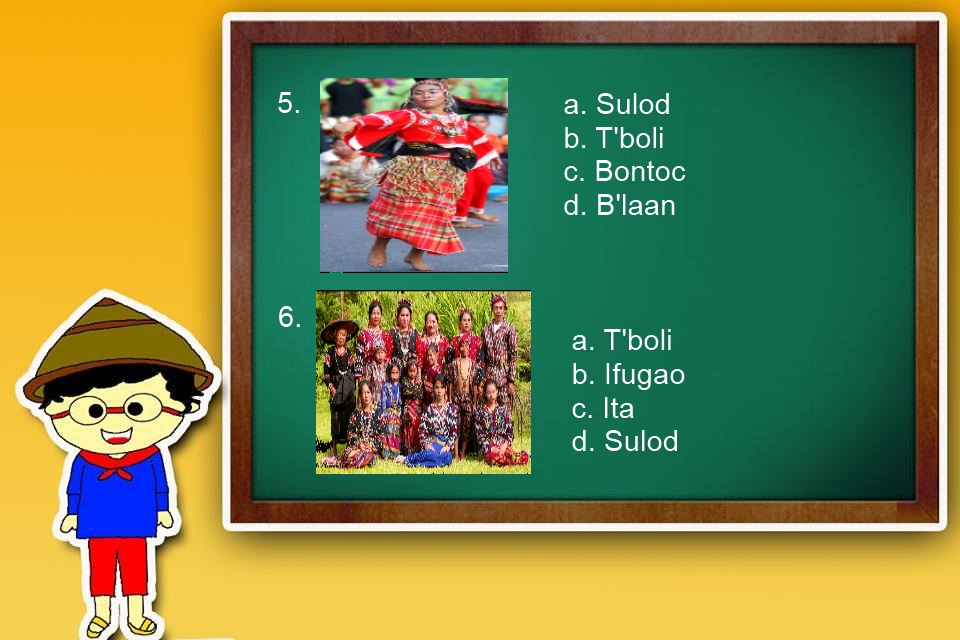 5.
a. Sulod
b. T'boli
c. Bontoc
d. B'laan
6.
a. T'boli
b. Ifugao
c. Ita
d. Sulod